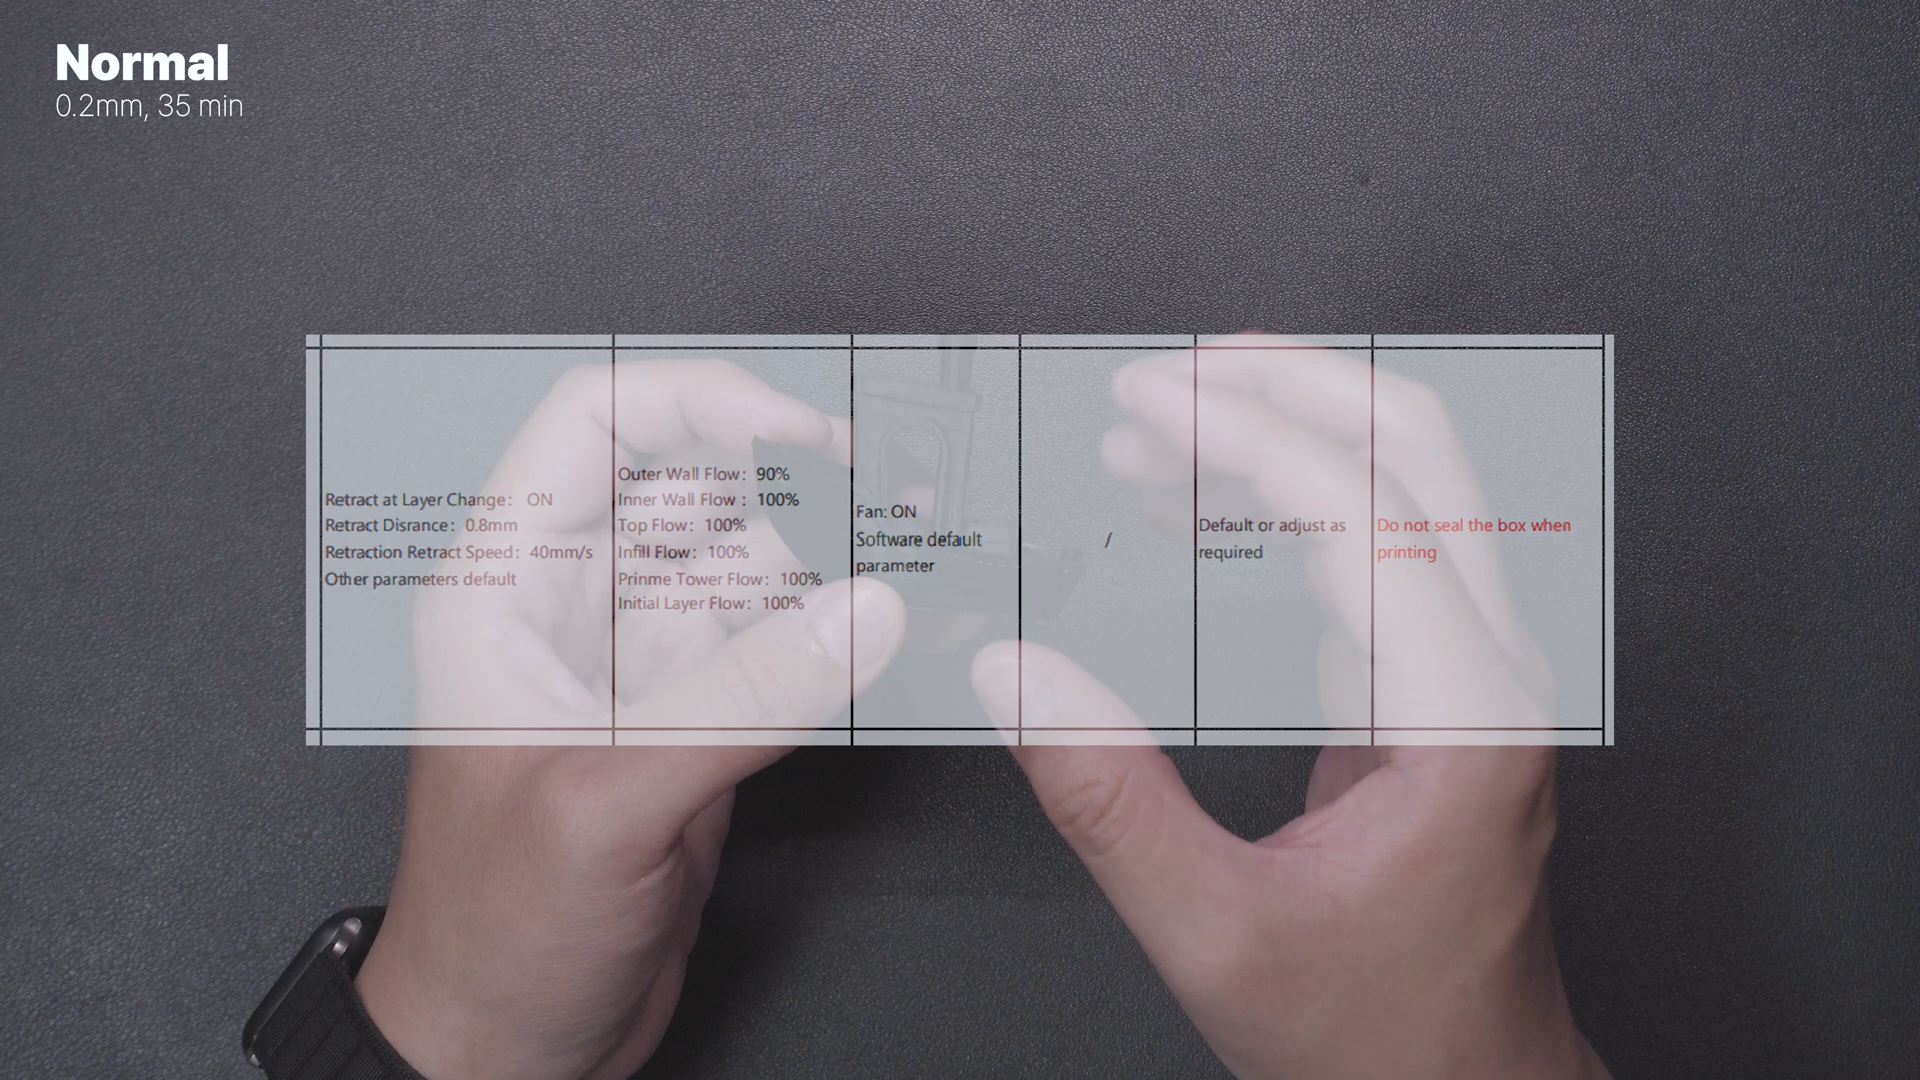 Normal
0.2mm, 35 min
Retract at Layer Change: ON
Retract Disrance: 0.8mm
Retraction Retract Speed: 40mm/s
Other parameters default
Outer Wall Flow: 90%
Inner Wall Flow : 100%
Top Flow: 100%
Infill Flow: 100%
Prinme Tower Flow: 100%
Initial Layer Flow: 100%
Fan: ON
Software default
parameter
/
Default or adjust as
required
Do not seal the box when
printing